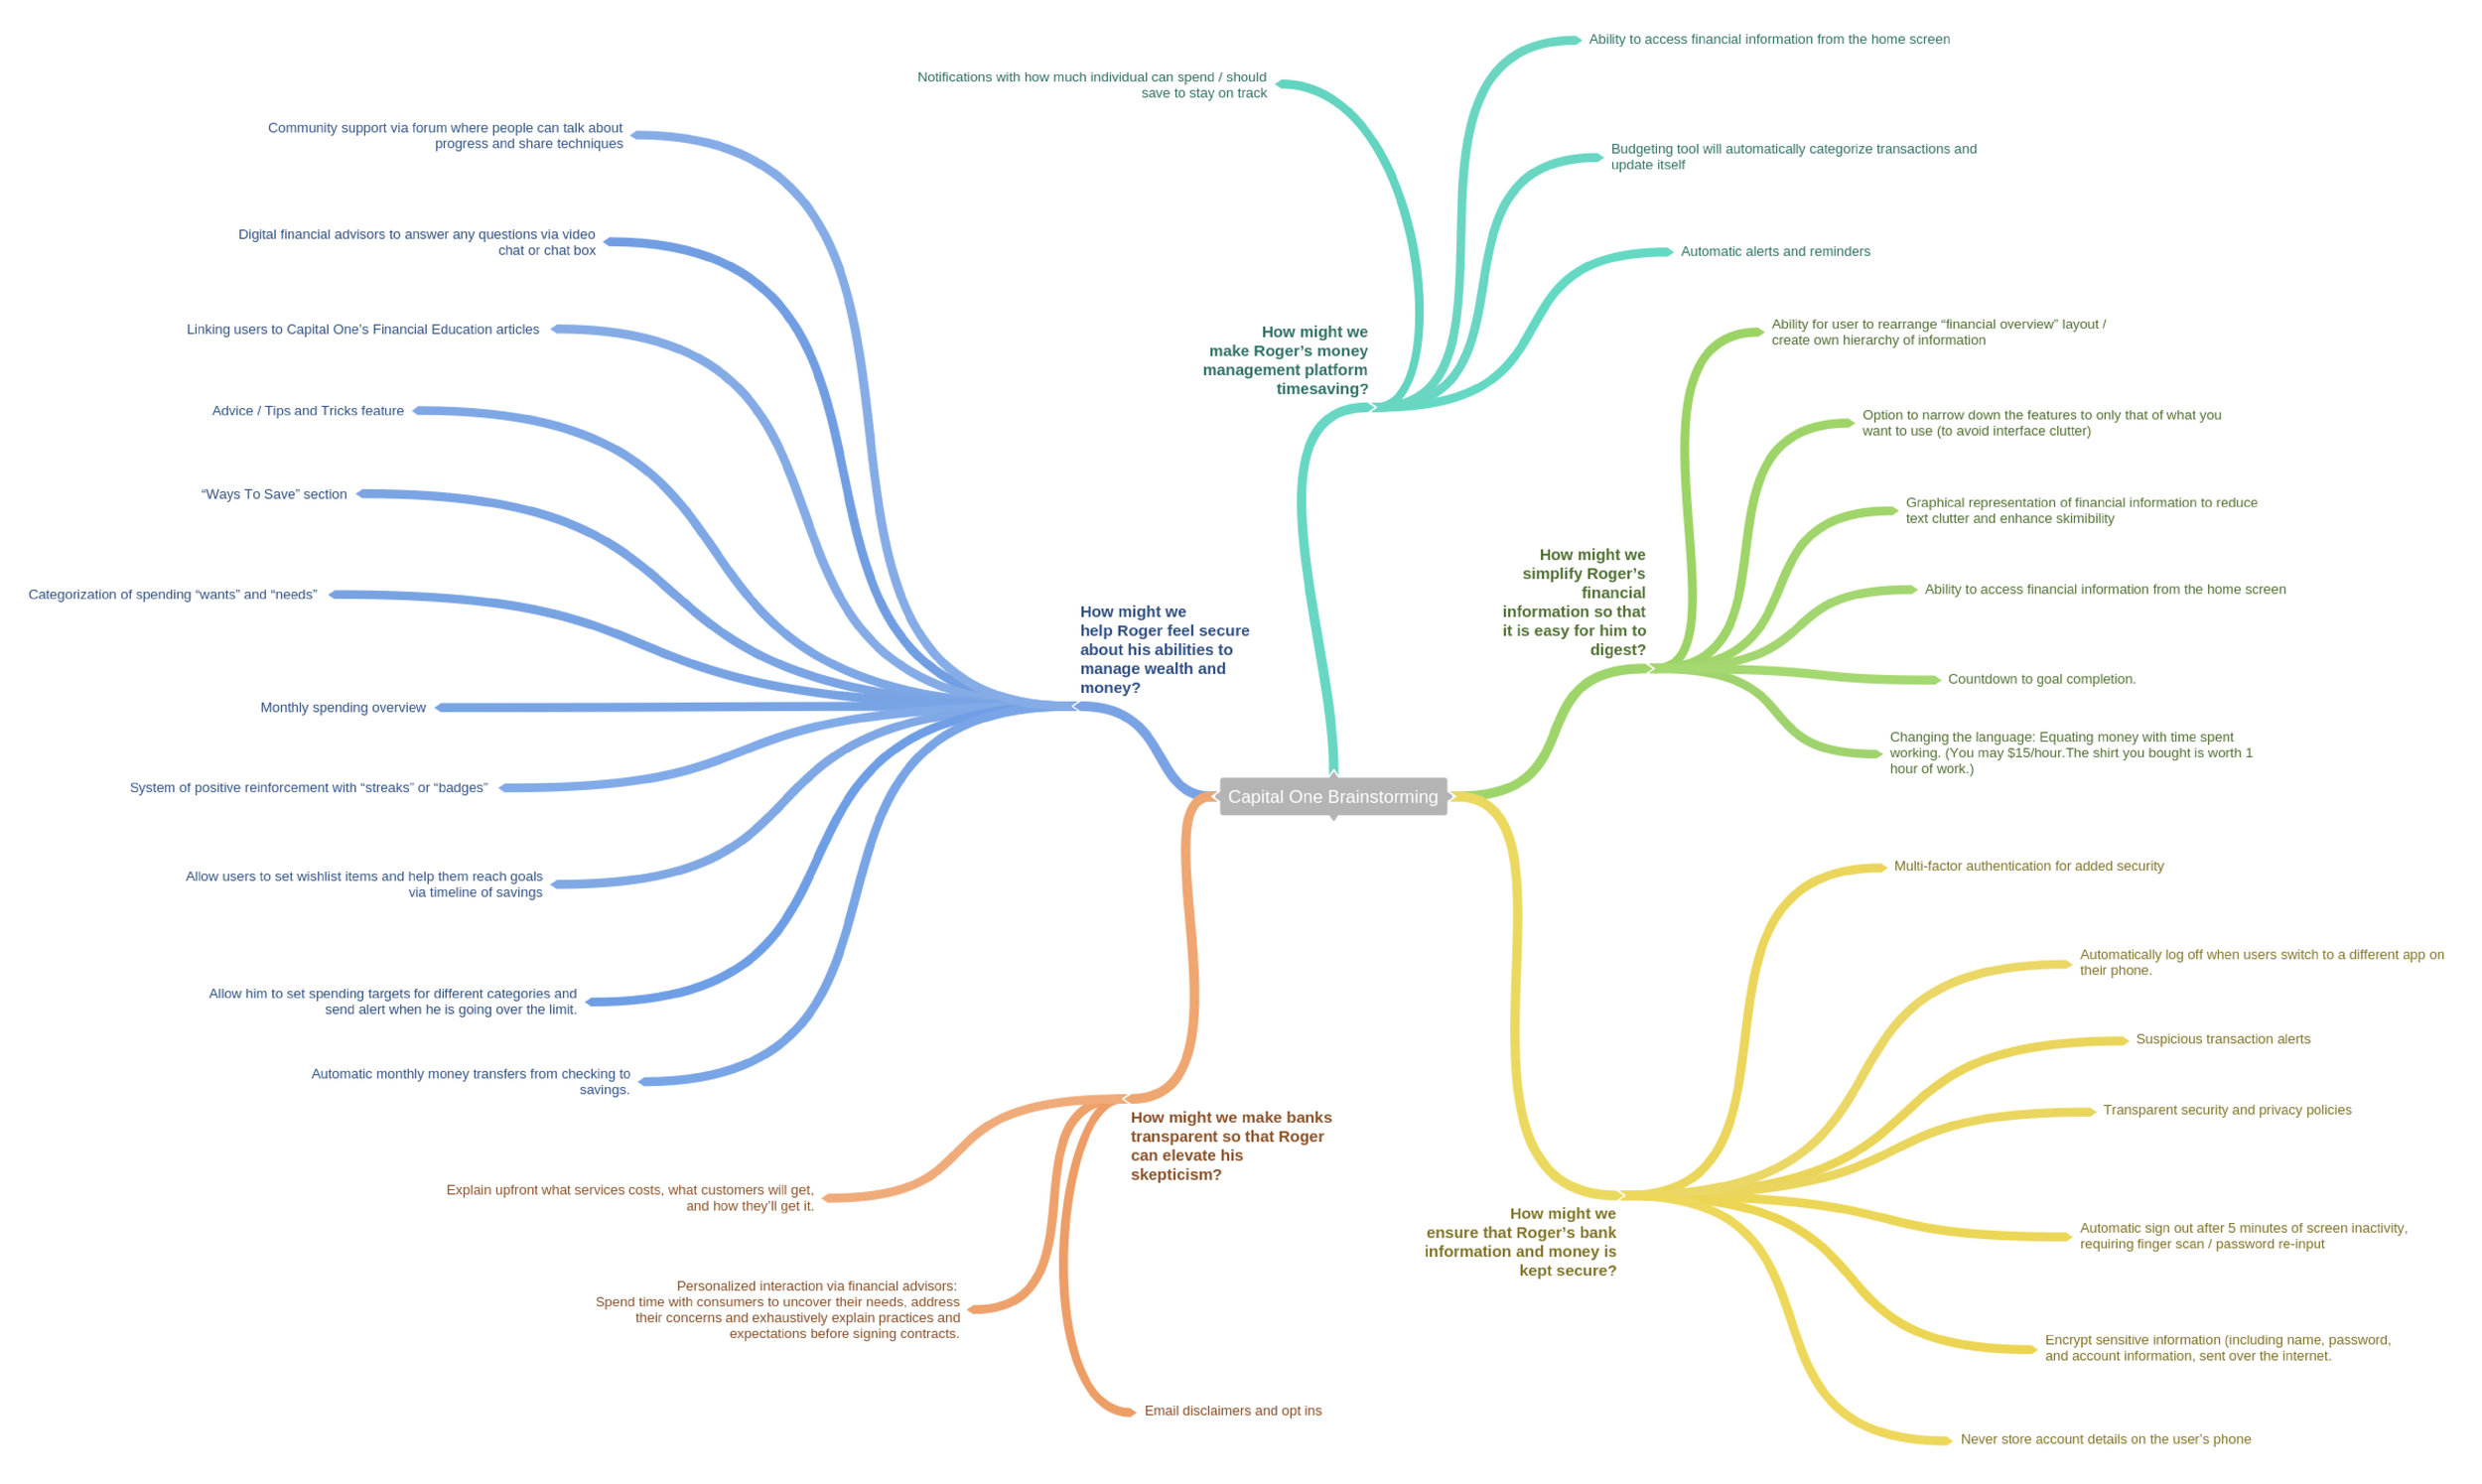 Capital One Brainstorming
How might we
make Roger’s money
management platform
timesaving?
Notifications with how much individual can spend / should
save to stay on track
Ability to access financial information from the home screen
Budgeting tool will automatically categorize transactions and
update itself
Automatic alerts and reminders
How might we
simplify Roger’s
financial
information so that
it is easy for him to
digest?
Ability for user to rearrange “financial overview” layout /
create own hierarchy of information
Option to narrow down the features to only that of what you
want to use (to avoid interface clutter)
Graphical representation of financial information to reduce
text clutter and enhance skimibility
Ability to access financial information from the home screen
Countdown to goal completion.
Changing the language: Equating money with time spent
working. (You may $15/hour.The shirt you bought is worth 1
hour of work.)
How might we
ensure that Roger’s bank
information and money is
kept secure?
Multi-factor authentication for added security
Automatically log off when users switch to a different app on
their phone.
Suspicious transaction alerts
Transparent security and privacy policies
Automatic sign out after 5 minutes of screen inactivity,
requiring finger scan / password re-input
Encrypt sensitive information (including name, password,
and account information, sent over the internet.
Never store account details on the user’s phone
How might we make banks
transparent so that Roger
can elevate his
skepticism?
Explain upfront what services costs, what customers will get,
and how they’ll get it.
Personalized interaction via financial advisors:
Spend time with consumers to uncover their needs, address
their concerns and exhaustively explain practices and
expectations before signing contracts.
Email disclaimers and opt ins
How might we
help Roger feel secure
about his abilities to
manage wealth and
money?
Community support via forum where people can talk about
progress and share techniques
Digital financial advisors to answer any questions via video
chat or chat box
Linking users to Capital One’s Financial Education articles
Advice / Tips and Tricks feature
“Ways To Save” section
Categorization of spending “wants” and “needs”
Monthly spending overview
System of positive reinforcement with “streaks” or “badges”
Allow users to set wishlist items and help them reach goals
via timeline of savings
Allow him to set spending targets for different categories and
send alert when he is going over the limit.
Automatic monthly money transfers from checking to
savings.